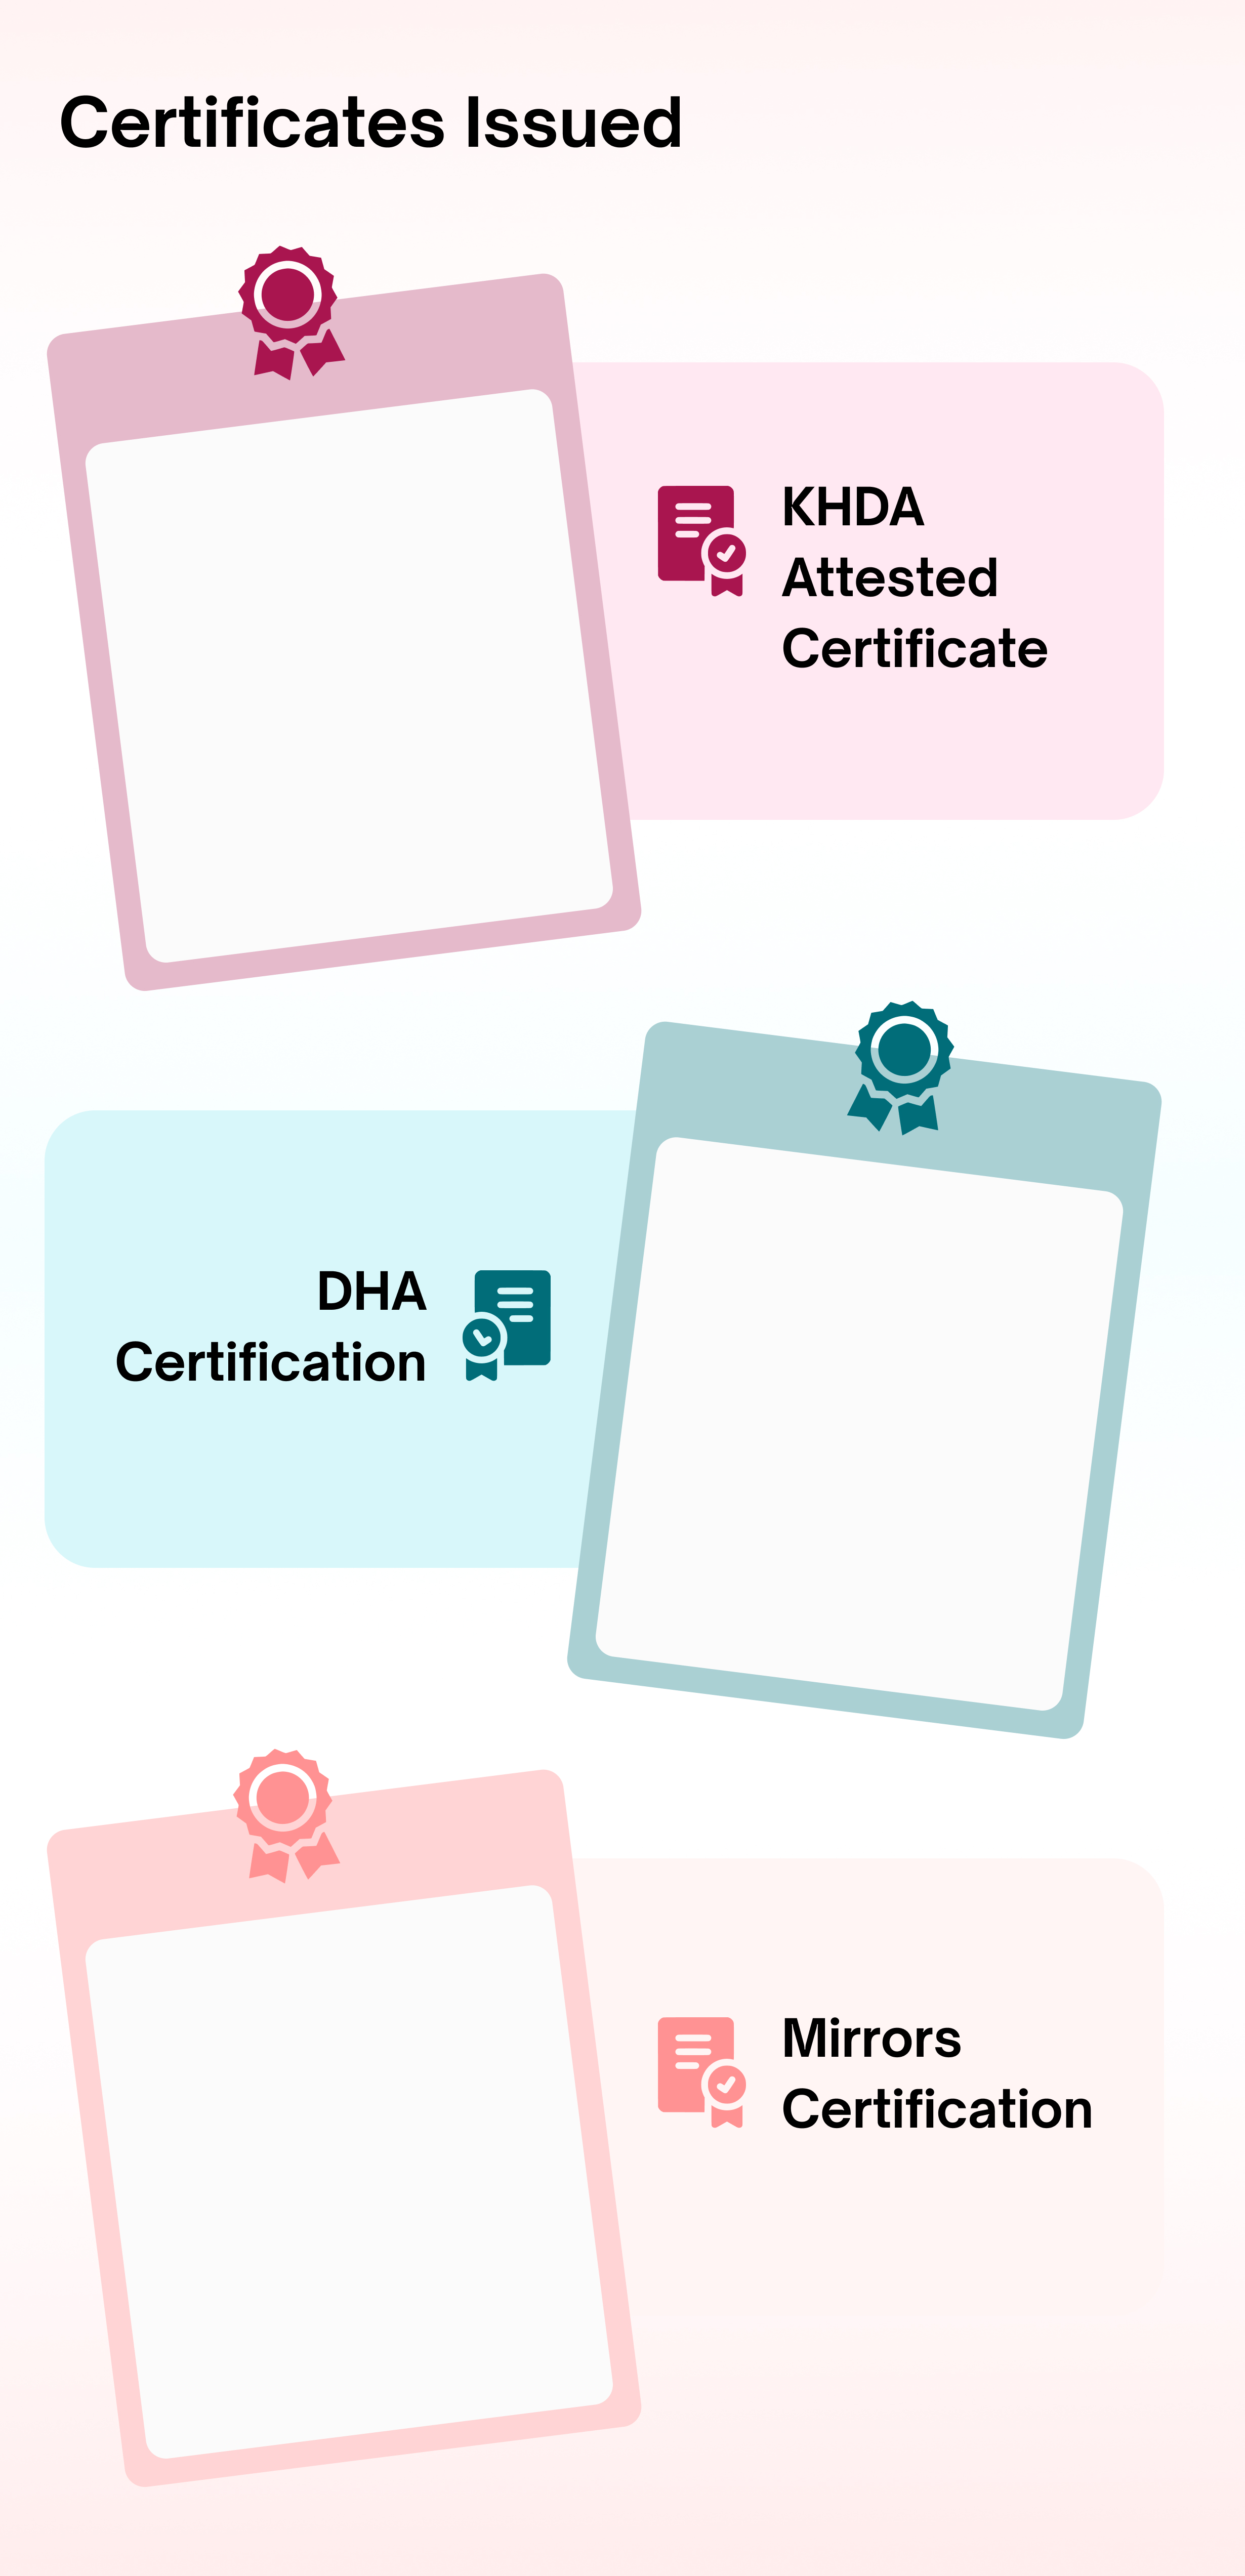 Certificates Issued
KHDA
Attested
Certificate
DHA
Certification
Mirrors
Certification